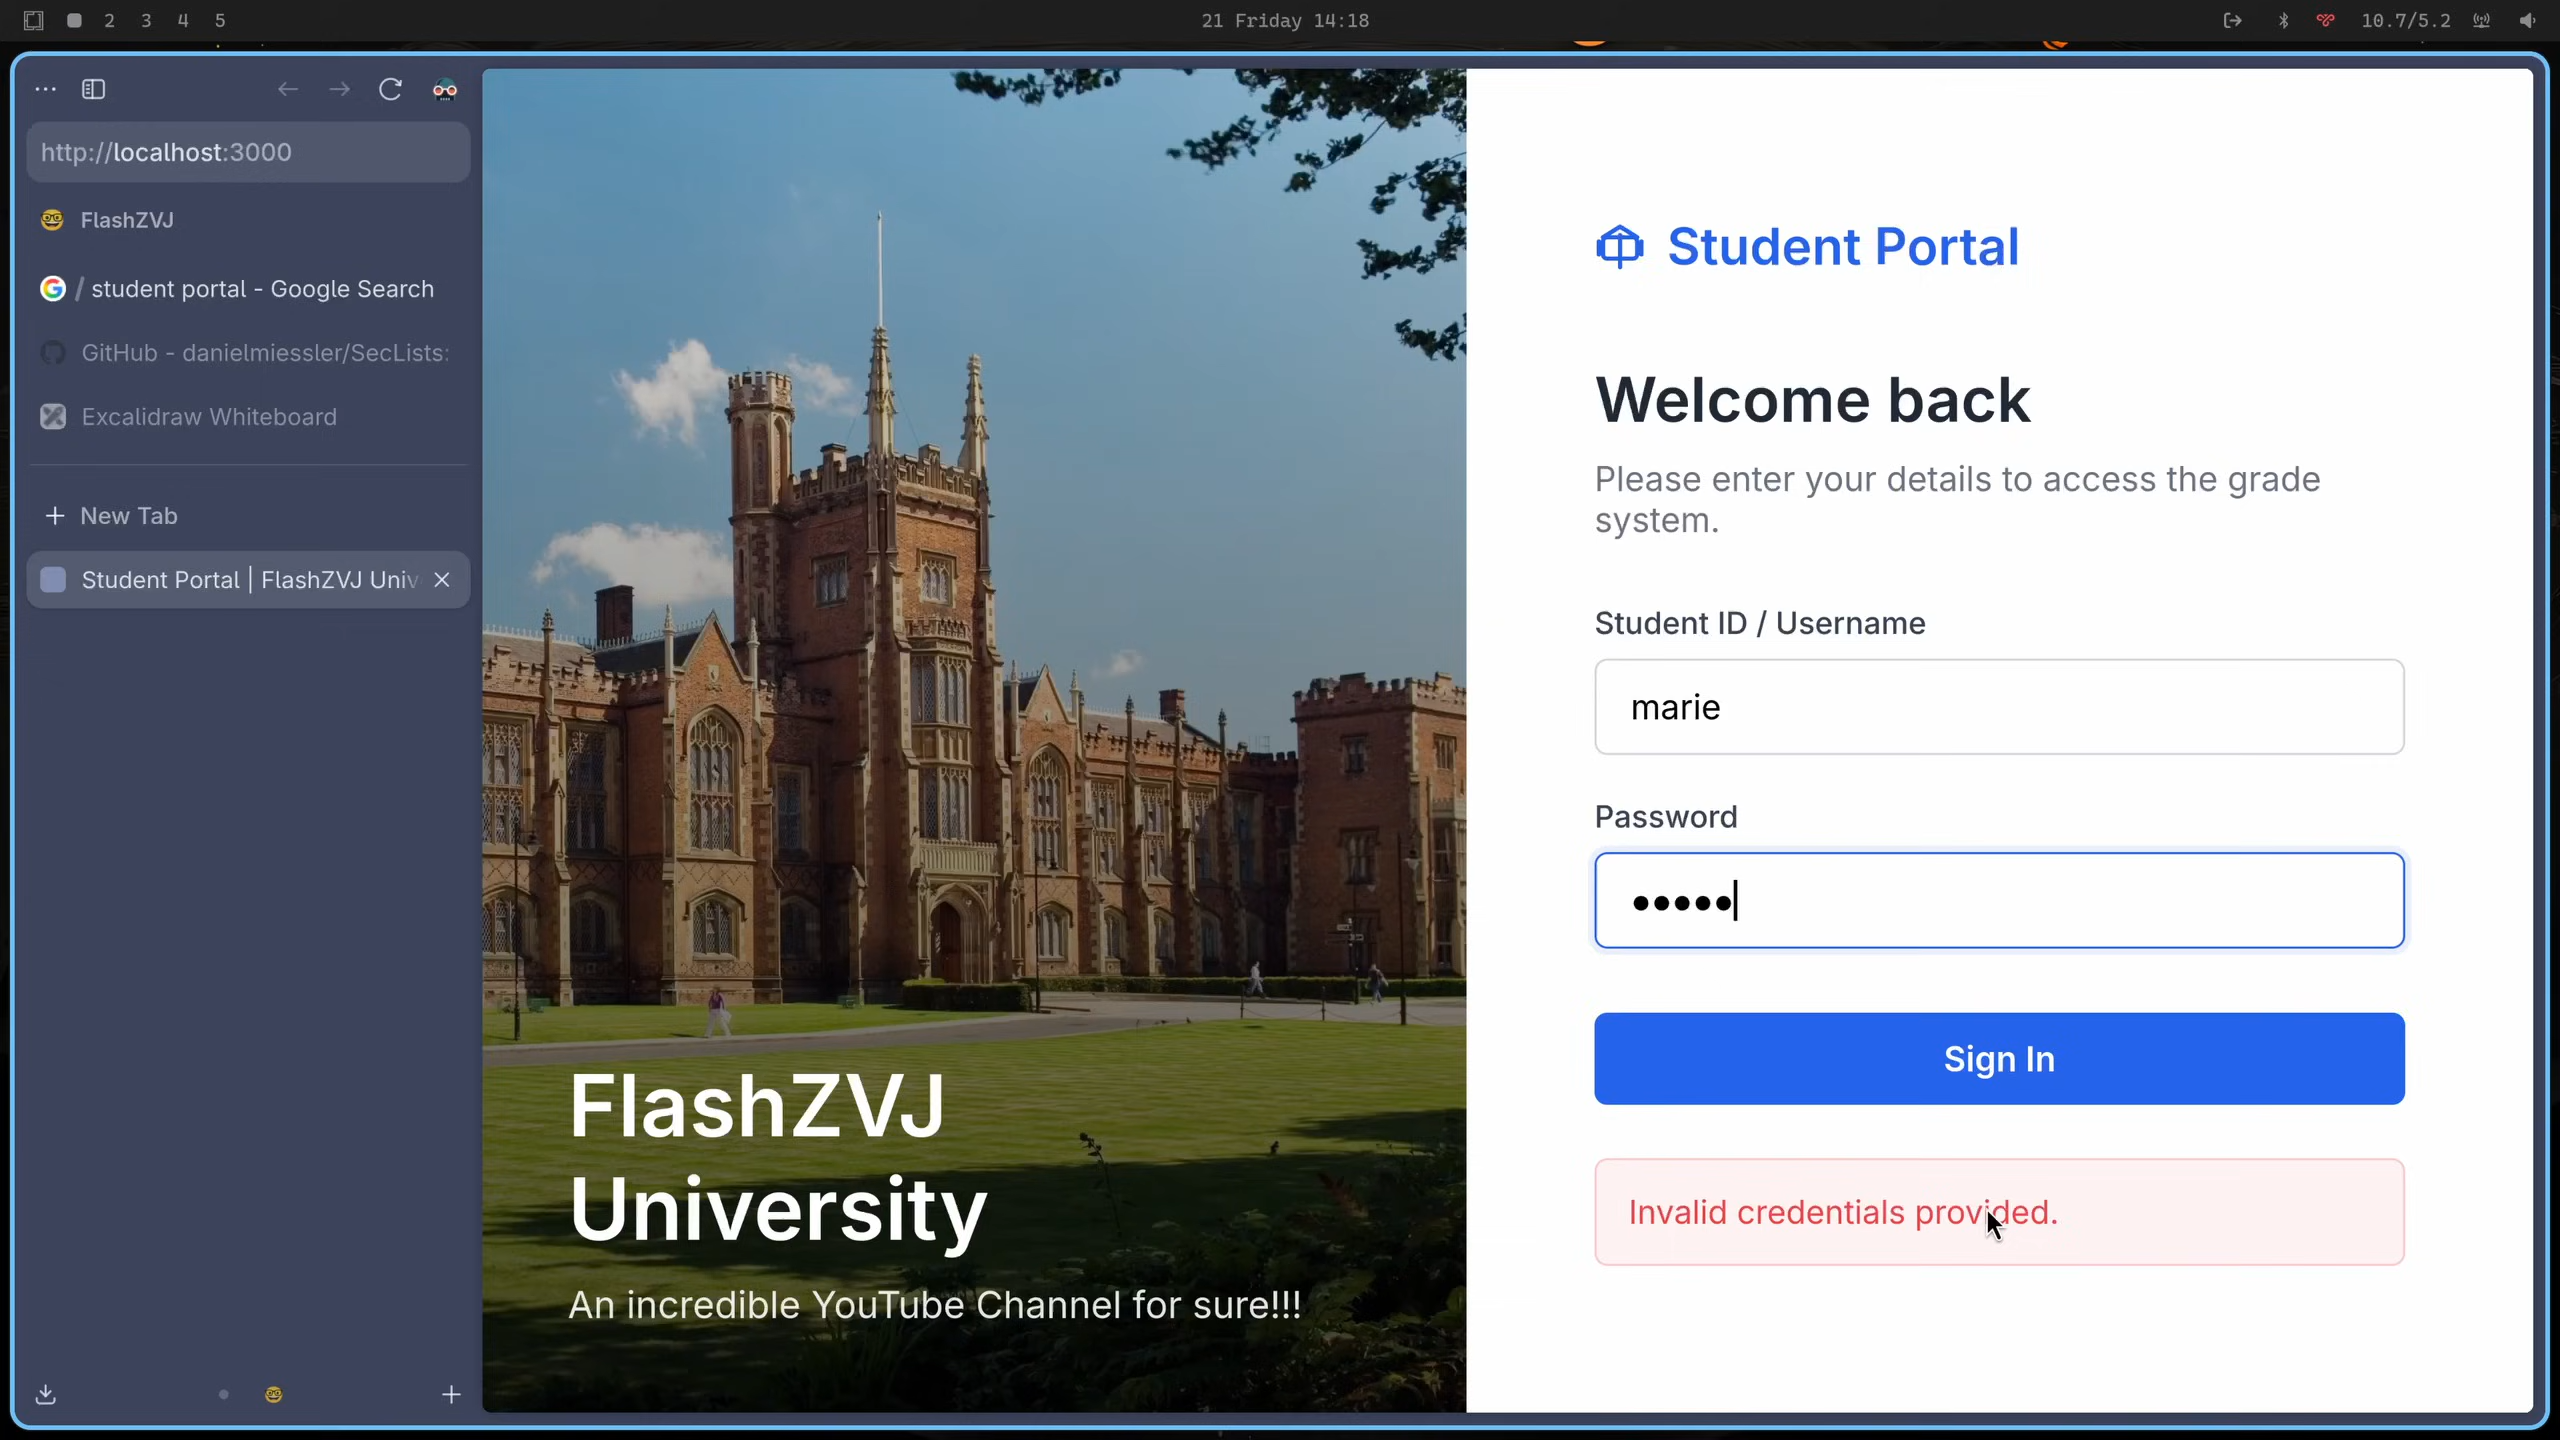 2 3 4 5
21 Friday 14:18
10.7/5.2
http://localhost:3000
FlashZVJ
/ student portal - Google Search
GitHub - danielmiessler/SecLists:
Excalidraw Whiteboard
+ New Tab
Student Portal | FlashZVJ Univ
FlashZVJ
University
An incredible YouTube Channel for sure!!!
Student Portal
Welcome back
Please enter your details to access the grade
system.
Student ID / Username
marie
Password
•••••
Sign In
Invalid credentials provided.